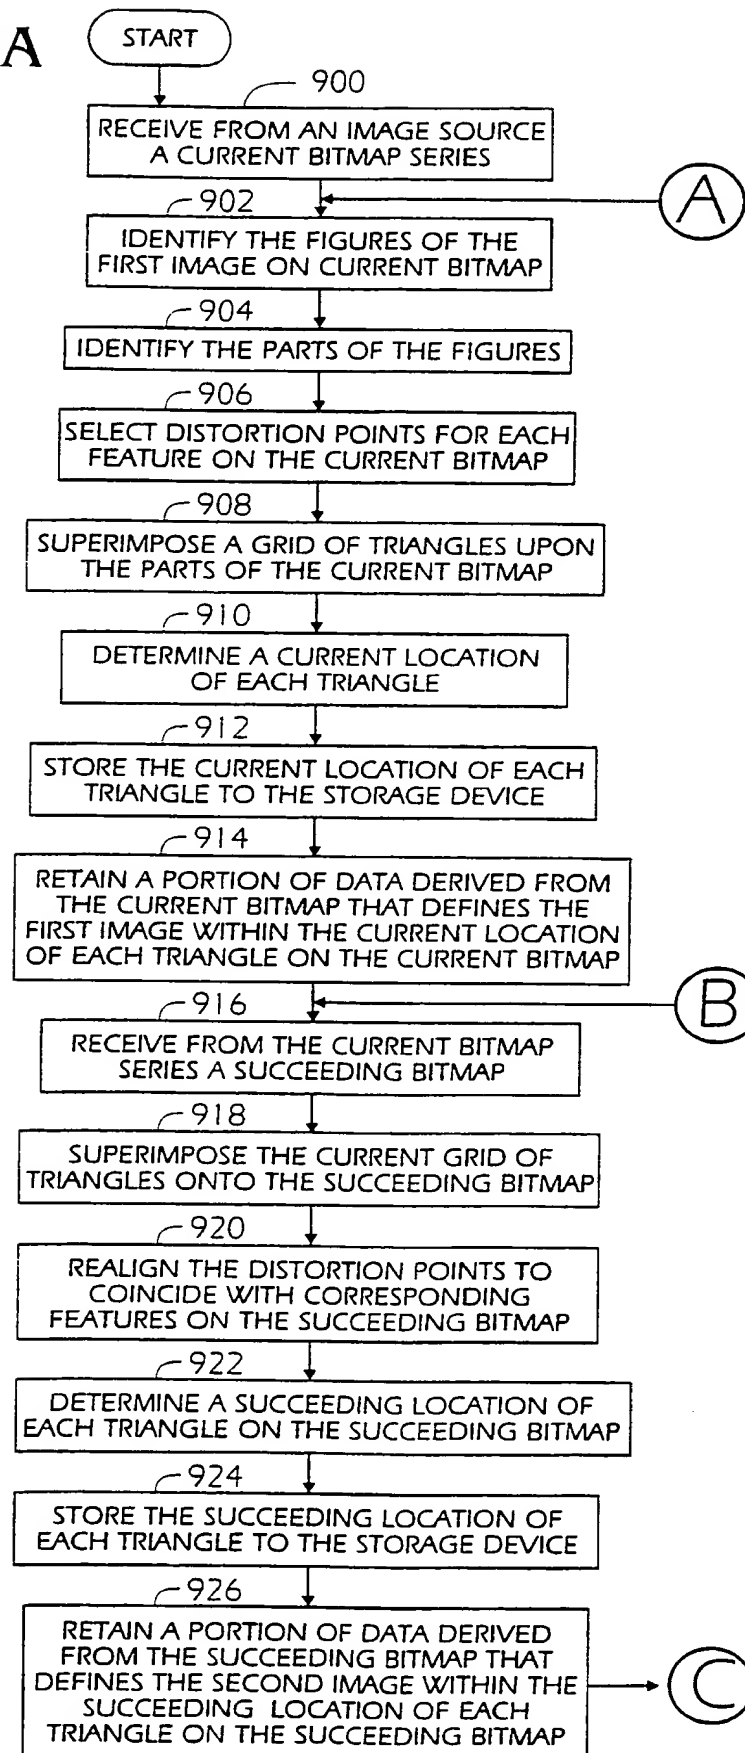 A
START
900
RECEIVE FROM AN IMAGE SOURCE
A CURRENT BITMAP SERIES
A
902
IDENTIFY THE FIGURES OF THE
FIRST IMAGE ON CURRENT BITMAP
904
IDENTIFY THE PARTS OF THE FIGURES
906
SELECT DISTORTION POINTS FOR EACH
FEATURE ON THE CURRENT BITMAP
908
SUPERIMPOSE A GRID OF TRIANGLES UPON
THE PARTS OF THE CURRENT BITMAP
910
DETERMINE A CURRENT LOCATION
OF EACH TRIANGLE
912
STORE THE CURRENT LOCATION OF EACH
TRIANGLE TO THE STORAGE DEVICE
914
RETAIN A PORTION OF DATA DERIVED FROM
THE CURRENT BITMAP THAT DEFINES THE
FIRST IMAGE WITHIN THE CURRENT LOCATION
OF EACH TRIANGLE ON THE CURRENT BITMAP
B
916
RECEIVE FROM THE CURRENT BITMAP
SERIES A SUCCEEDING BITMAP
918
SUPERIMPOSE THE CURRENT GRID OF
TRIANGLES ONTO THE SUCCEEDING BITMAP
920
REALIGN THE DISTORTION POINTS TO
COINCIDE WITH CORRESPONDING
FEATURES ON THE SUCCEEDING BITMAP
922
DETERMINE A SUCCEEDING LOCATION OF
EACH TRIANGLE ON THE SUCCEEDING BITMAP
924
STORE THE SUCCEEDING LOCATION OF
EACH TRIANGLE TO THE STORAGE DEVICE
926
RETAIN A PORTION OF DATA DERIVED
FROM THE SUCCEEDING BITMAP THAT
DEFINES THE SECOND IMAGE WITHIN THE
SUCCEEDING LOCATION OF EACH
TRIANGLE ON THE SUCCEEDING BITMAP
C